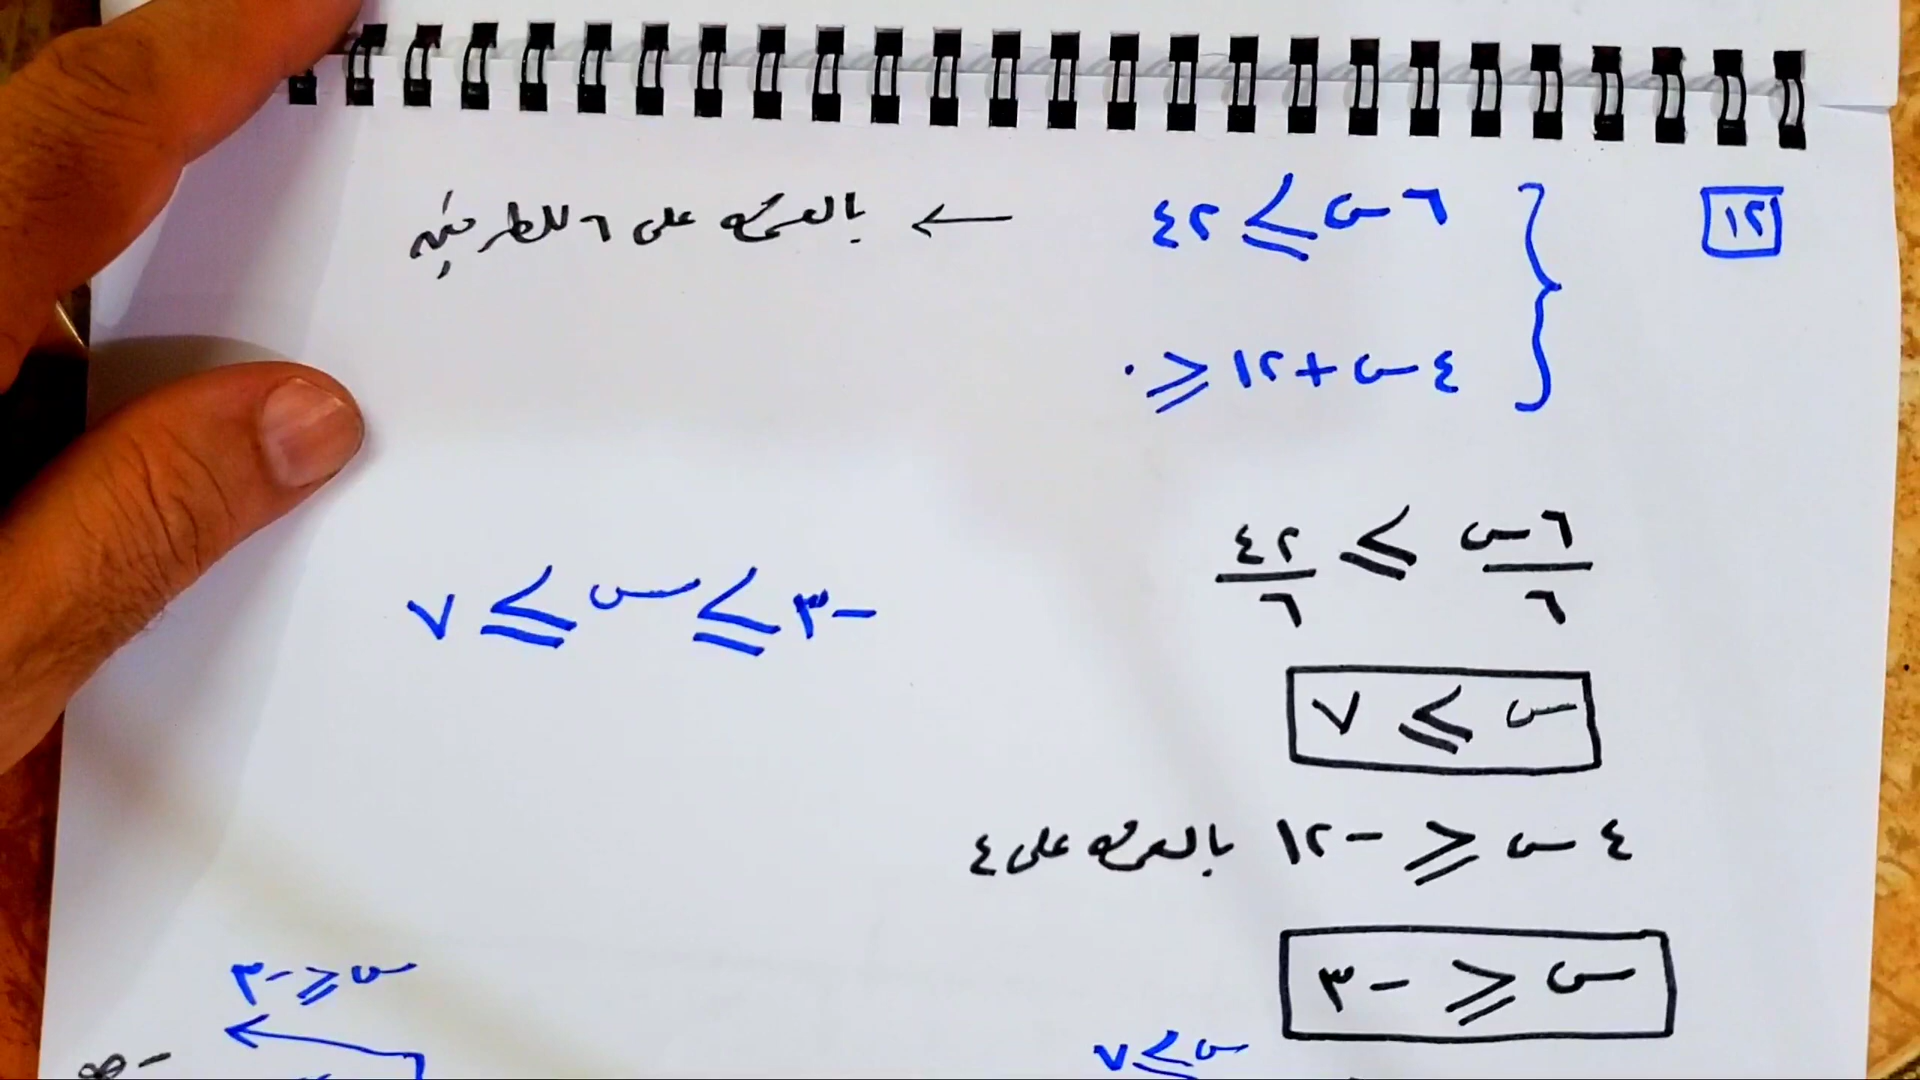 ١٢
٦س ≥ ٤٢ ← بالقسمة على ٦ للطرفين
٤س + ١٢ ≤ ٠
٦س/٦ ≥ ٤٢/٦
-٣ ≥ س ≥ ٧
س ≥ ٧
٤س ≤ -١٢ بالقسمة على ٤
س ≤ -٣
س ≤ -٣
س ≥ ٧
-∞